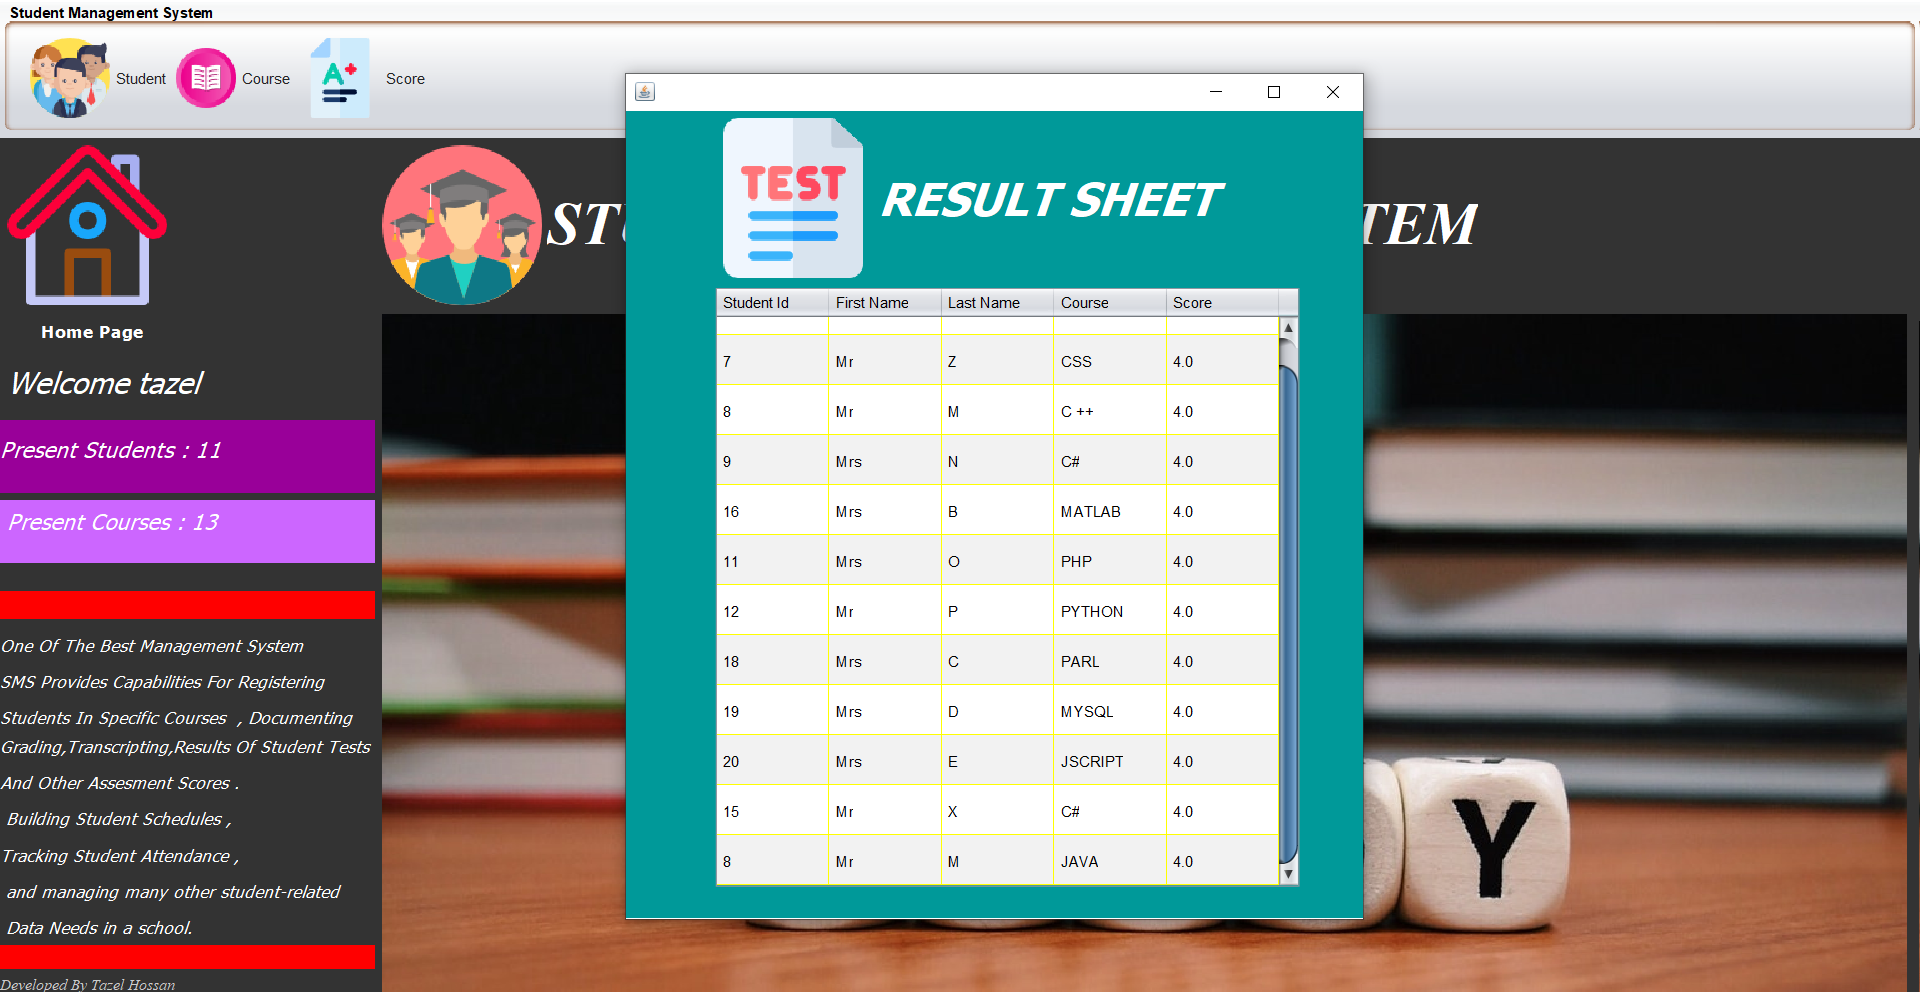 Student Management System
Student
Course
A+
Score
TEST
RESULT SHEET
Home Page
Welcome tazel
Present Students : 11
Present Courses : 13
One Of The Best Management System
SMS Provides Capabilities For Registering
Students In Specific Courses , Documenting
Grading,Transcripting,Results Of Student Tests
And Other Assesment Scores .
Building Student Schedules ,
Tracking Student Attendance ,
and managing many other student-related
Data Needs in a school.
Developed By Tazel Hossan
Student Id First Name Last Name Course Score
7 Mr Z CSS 4.0
8 Mr M C ++ 4.0
9 Mrs N C# 4.0
16 Mrs B MATLAB 4.0
11 Mrs O PHP 4.0
12 Mr P PYTHON 4.0
18 Mrs C PARL 4.0
19 Mrs D MYSQL 4.0
20 Mrs E JSCRIPT 4.0
15 Mr X C# 4.0
8 Mr M JAVA 4.0
Y